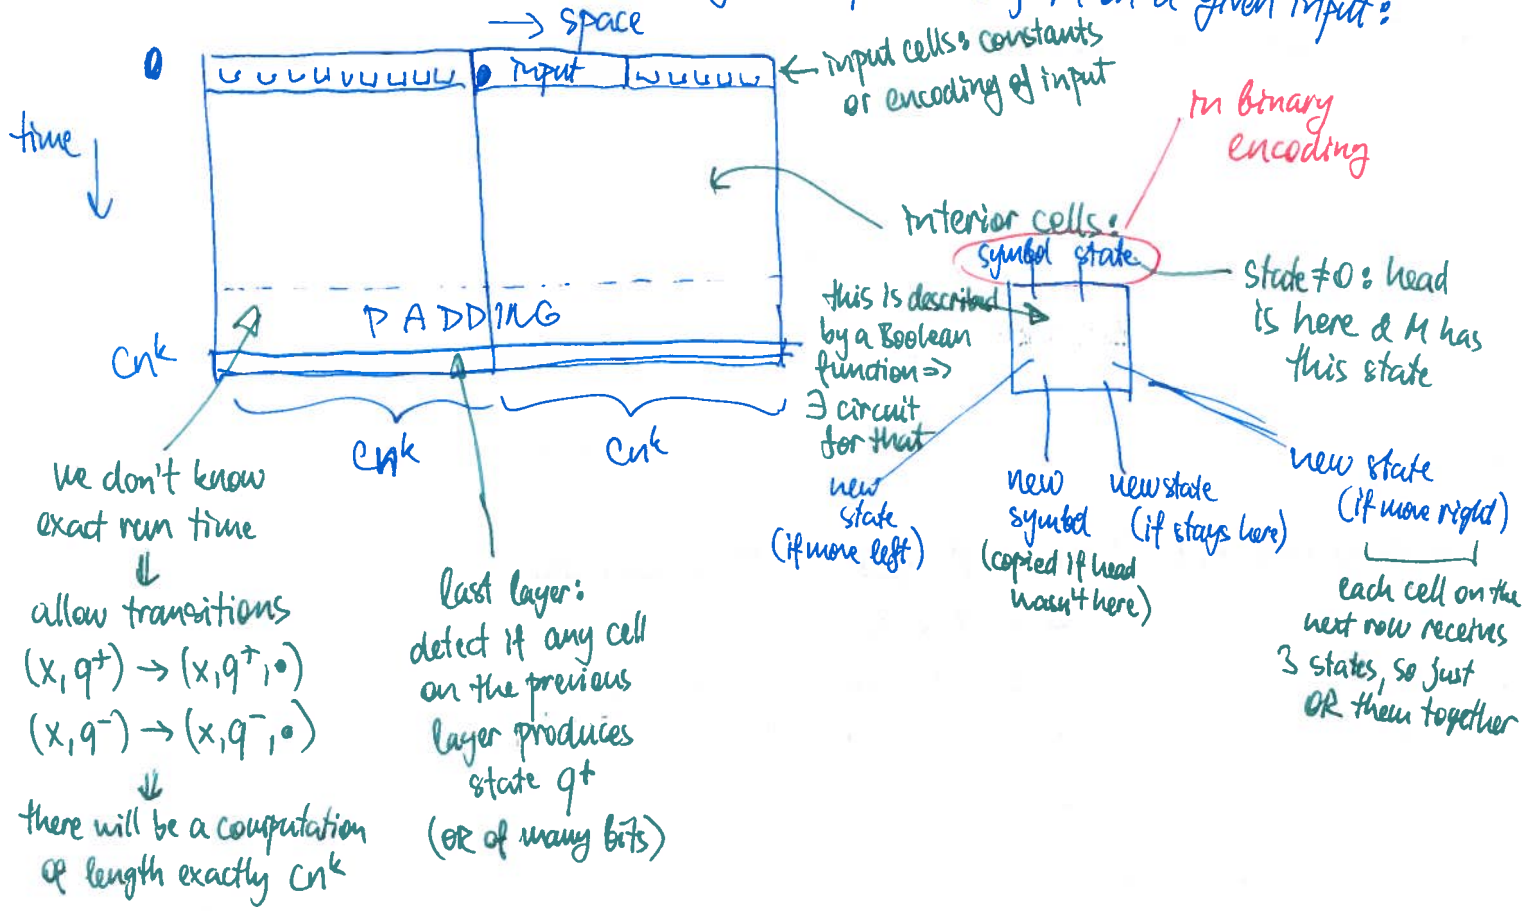 on a given input:
→ space
0
␣␣␣␣␣␣␣␣␣ input ␣␣␣␣␣
← input cells: constants
or encoding of input
in binary
encoding
time
↓
interior cells:
symbol state
state≠0: head
is here & M has
this state
this is described
by a Boolean
function ⇒
∃ circuit
for that
PADDING
cn^k
cn^k
cn^k
new
state
(if move left)
new
symbol
(copied if head
wasn't here)
new state
(if stays here)
new state
(if move right)
each cell on the
next row receives
3 states, so just
OR them together
we don't know
exact run time
⇓
allow transitions
(x,q⁺) → (x,q⁺,•)
(x,q⁻) → (x,q⁻,•)
⇓
there will be a computation
of length exactly cn^k
last layer:
detect if any cell
on the previous
layer produces
state q⁺
(OR of many bits)